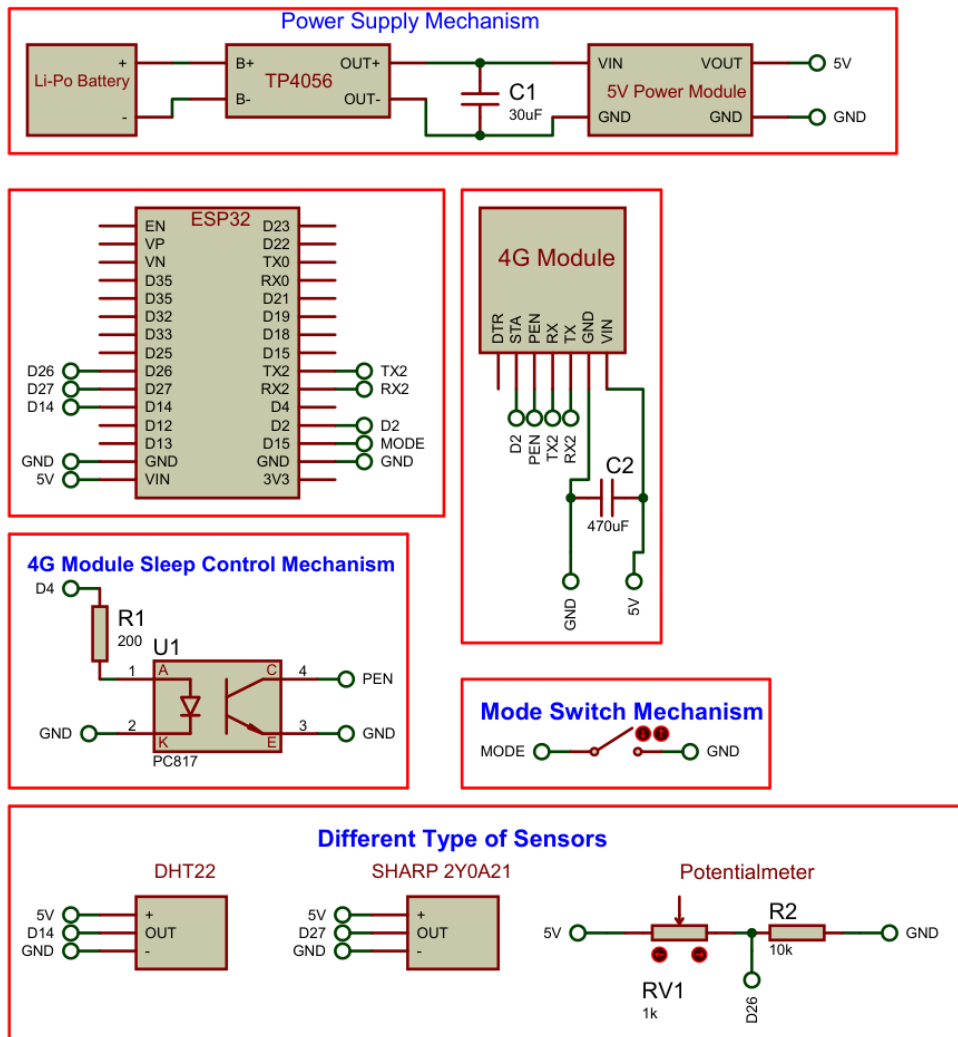 Power Supply Mechanism
Li-Po Battery
+
-
TP4056
B+
B-
OUT+
OUT-
C1
30uF
5V Power Module
VIN
GND
VOUT
GND
5V
GND
ESP32
EN
VP
VN
D35
D35
D32
D33
D25
D26
D27
D14
D12
D13
GND
VIN
D23
D22
TX0
RX0
D21
D19
D18
D15
TX2
RX2
D4
D2
D15
GND
3V3
D26
D27
D14
GND
5V
TX2
RX2
D2
MODE
GND
4G Module
DTR
STA
PEN
RX
TX
GND
VIN
D2
PEN
TX2
RX2
C2
470uF
GND
5V
4G Module Sleep Control Mechanism
D4
R1
200
U1
1
A
C
4
PEN
GND
2
K
E
3
GND
PC817
Mode Switch Mechanism
MODE
GND
Different Type of Sensors
DHT22
5V
+
D14
OUT
GND
-
SHARP 2Y0A21
5V
+
D27
OUT
GND
-
Potentialmeter
5V
RV1
1k
D26
R2
10k
GND